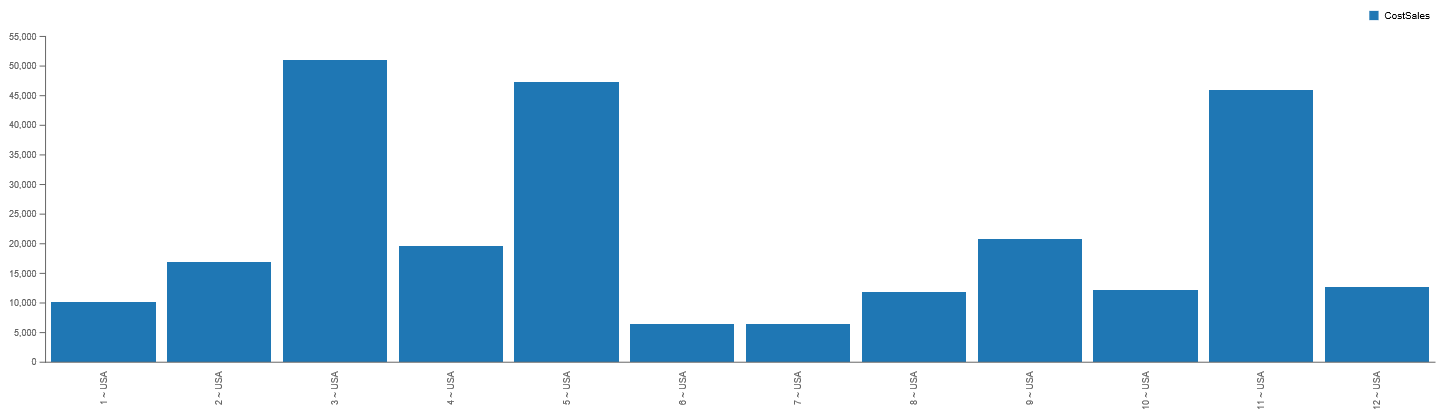 CostSales
55,000
50,000
45,000
40,000
35,000
30,000
25,000
20,000
15,000
10,000
5,000
0
1 ~ USA
2 ~ USA
3 ~ USA
4 ~ USA
5 ~ USA
6 ~ USA
7 ~ USA
8 ~ USA
9 ~ USA
10 ~ USA
11 ~ USA
12 ~ USA